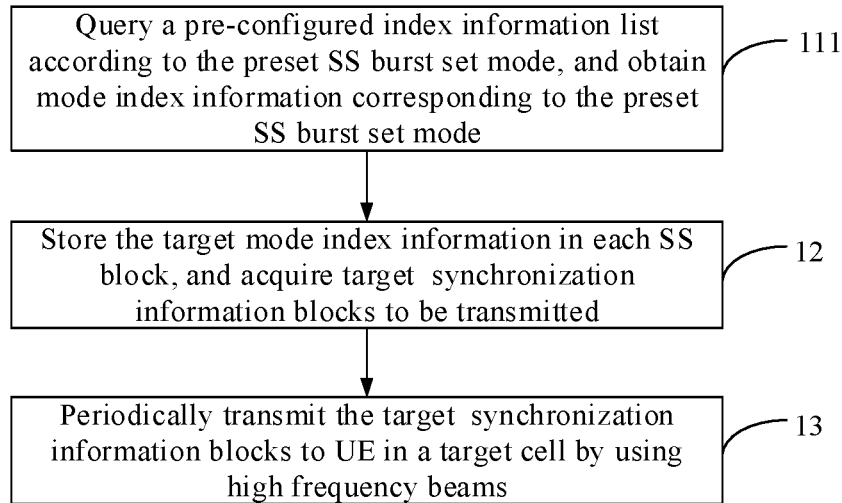 Query a pre-configured index information list
according to the preset SS burst set mode, and obtain
mode index information corresponding to the preset
SS burst set mode
111
Store the target mode index information in each SS
block, and acquire target synchronization
information blocks to be transmitted
12
Periodically transmit the target synchronization
information blocks to UE in a target cell by using
high frequency beams
13